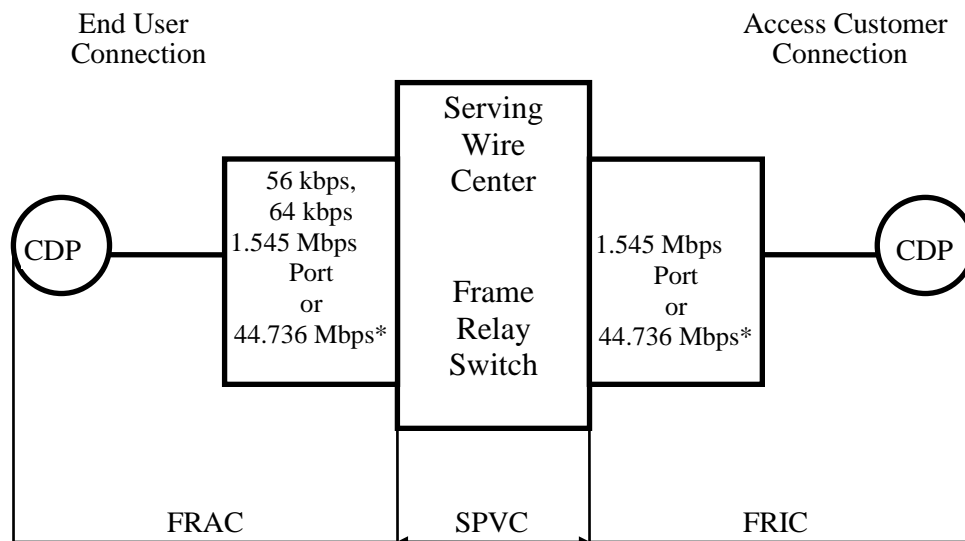 End User
Connection
Access Customer
Connection
Serving
Wire
Center
Frame
Relay
Switch
CDP
56 kbps,
64 kbps
1.545 Mbps
Port
or
44.736 Mbps*
1.545 Mbps
Port
or
44.736 Mbps*
CDP
FRAC
SPVC
FRIC